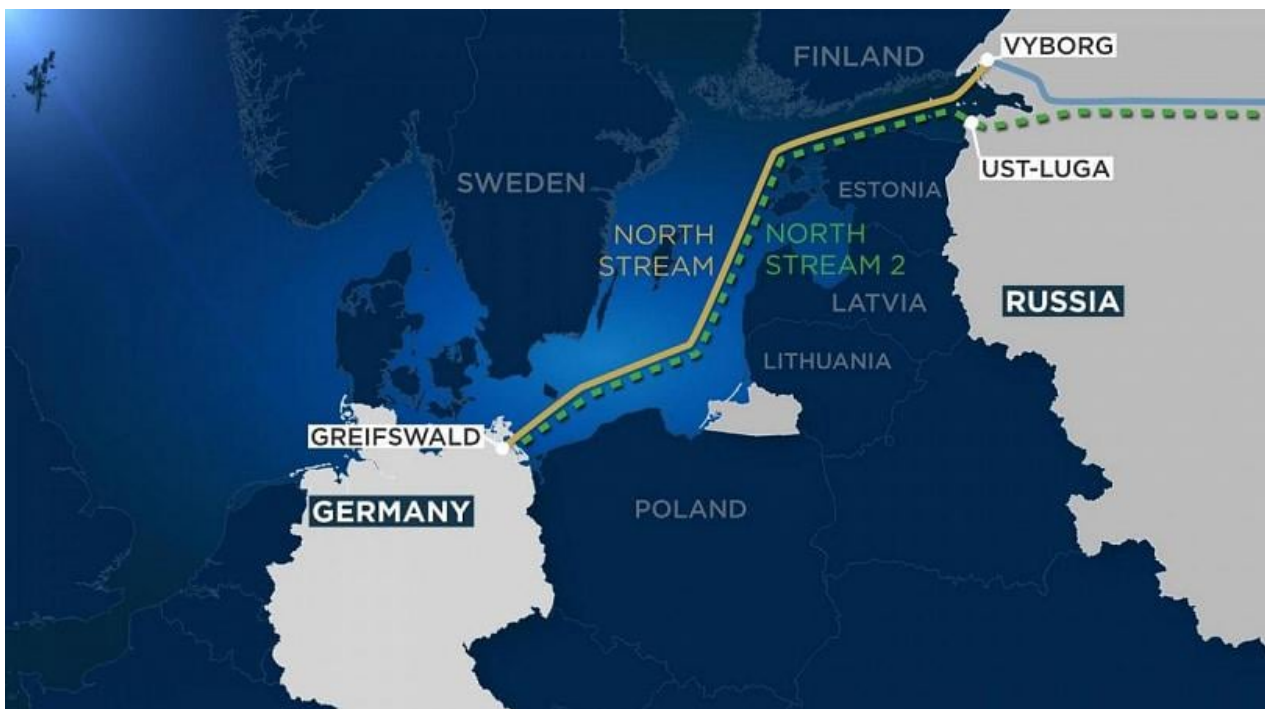 FINLAND
VYBORG
UST-LUGA
SWEDEN
ESTONIA
NORTH
STREAM
NORTH
STREAM 2
LATVIA
RUSSIA
LITHUANIA
GREIFSWALD
GERMANY
POLAND